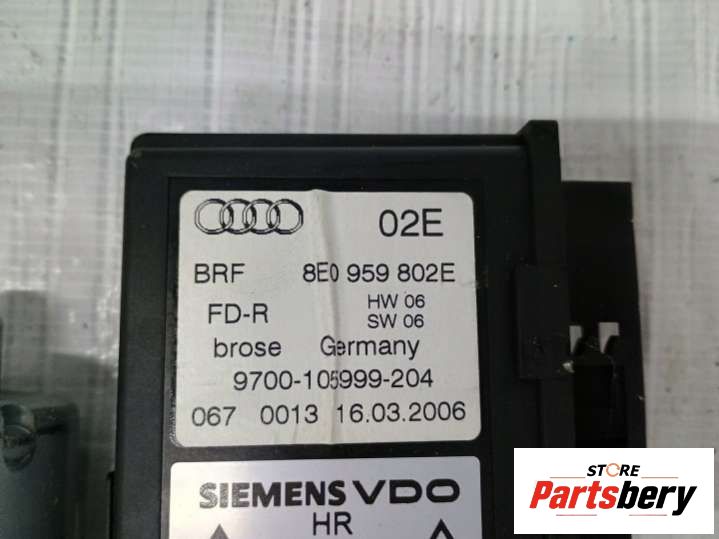 02E
BRF 8E0 959 802E
FD-R HW 06
SW 06
brose Germany
9700-105999-204
067 0013 16.03.2006
SIEMENS VDO
HR
STORE
Partsbery